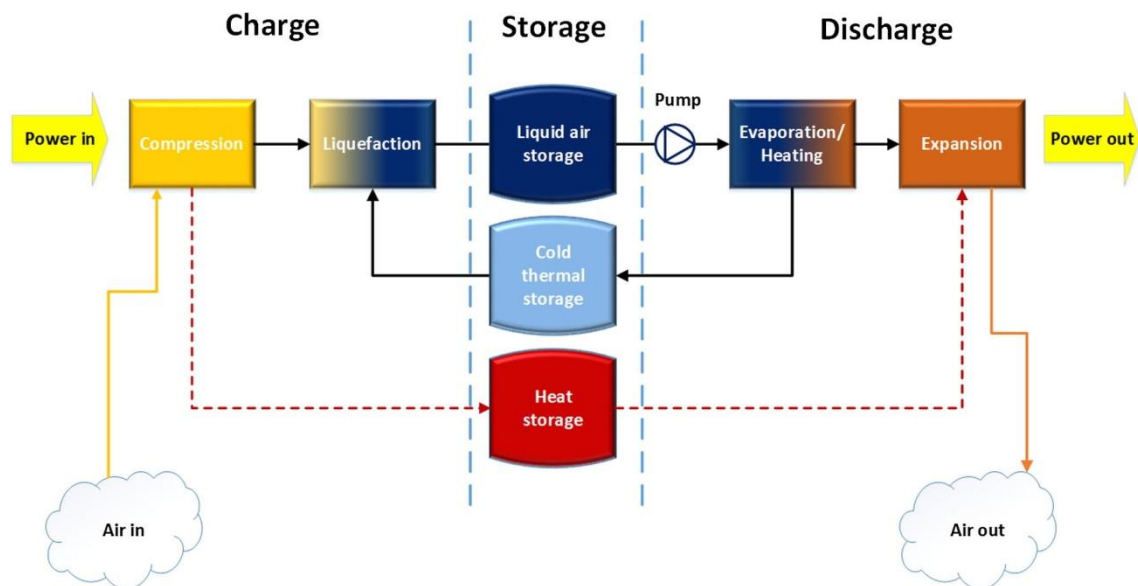 Charge
Storage
Discharge
Power in
Compression
Liquefaction
Liquid air
storage
Pump
Evaporation/
Heating
Expansion
Power out
Cold
thermal
storage
Heat
storage
Air in
Air out